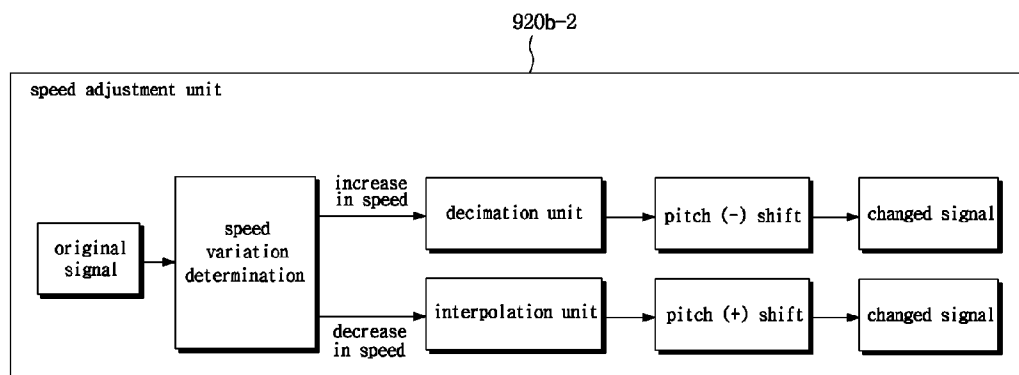 920b-2
speed adjustment unit
original
signal
speed
variation
determination
increase
in speed
decimation unit
pitch (-) shift
changed signal
decrease
in speed
interpolation unit
pitch (+) shift
changed signal